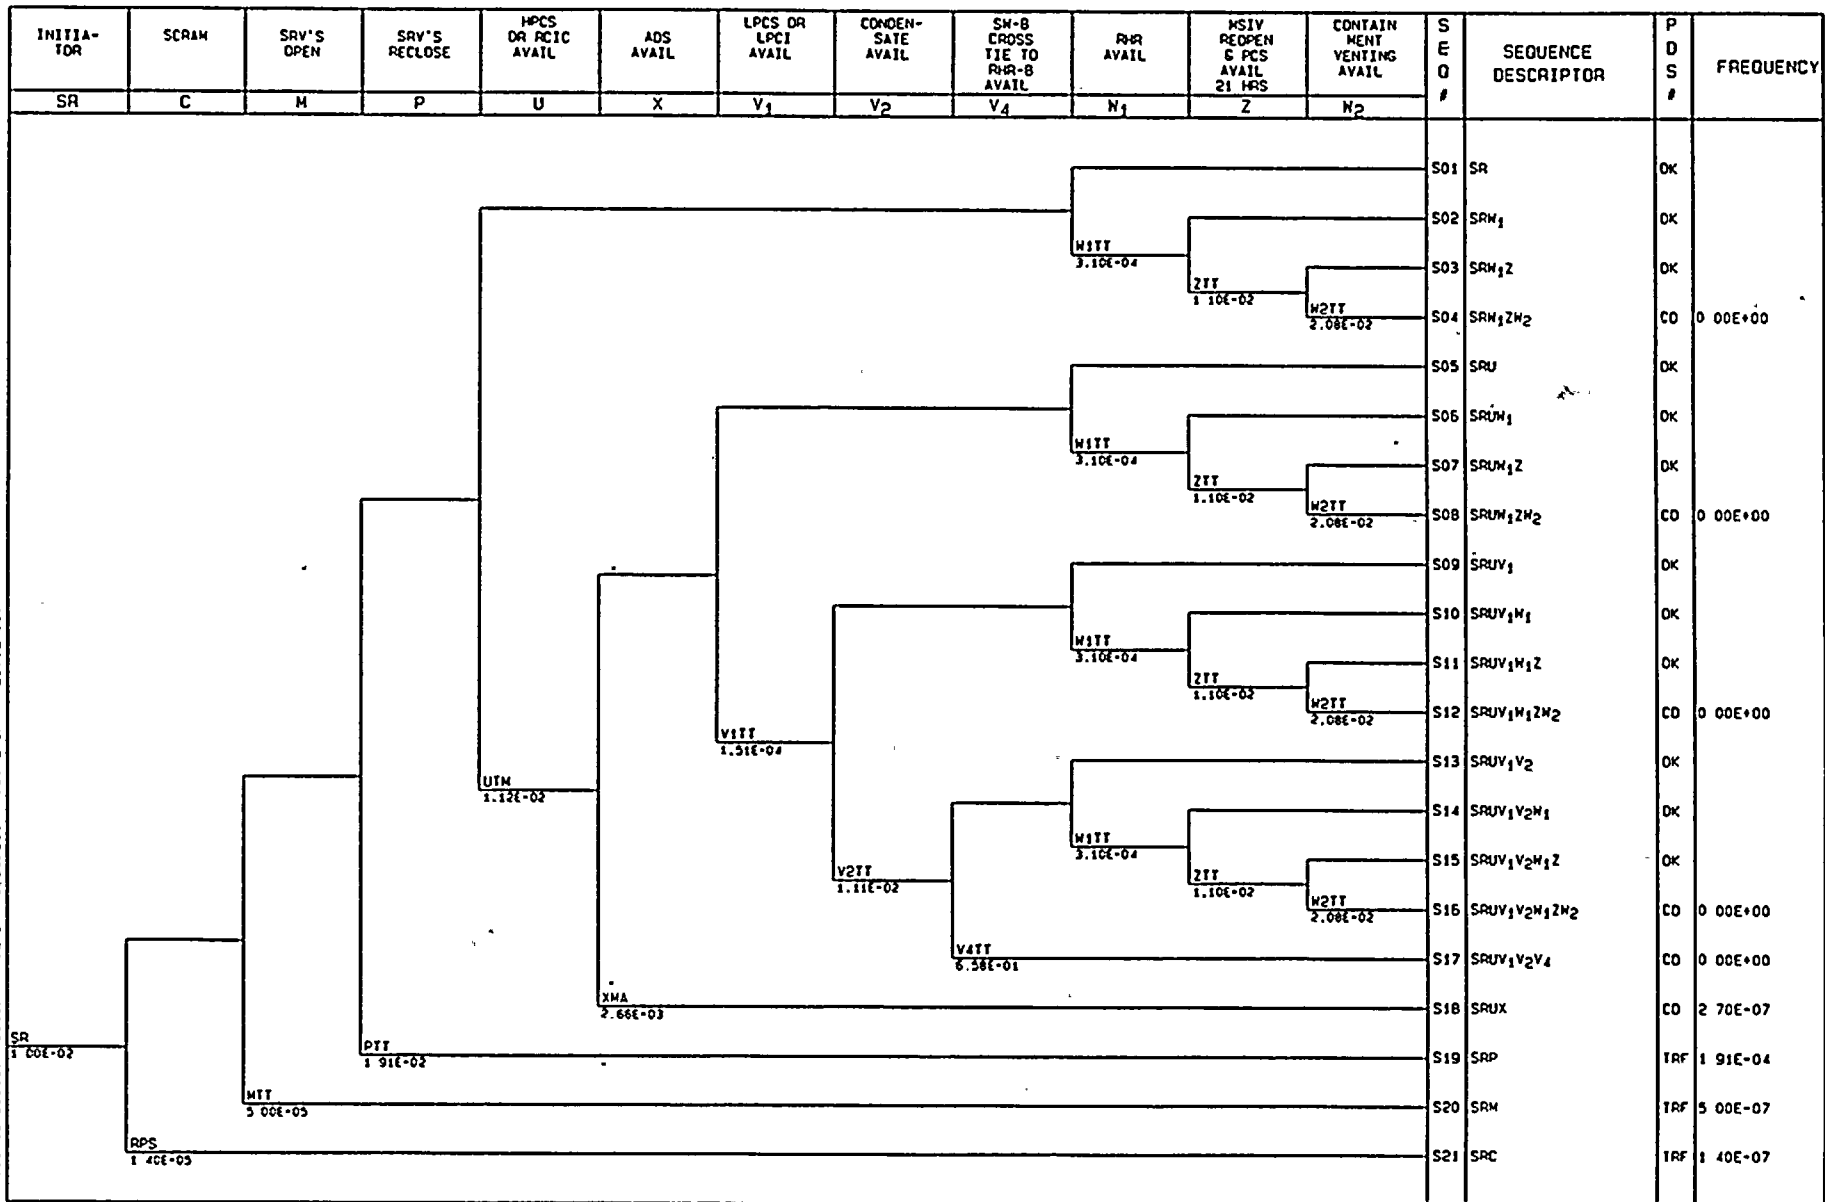 INITIA-
TOR
SCRAM
SRV'S
OPEN
SRV'S
RECLOSE
HPCS
OR RCIC
AVAIL
ADS
AVAIL
LPCS OR
LPCI
AVAIL
CONDEN-
SATE
AVAIL
SW-B
CROSS
TIE TO
RHR-B
AVAIL
RHR
AVAIL
MSIV
REOPEN
& PCS
AVAIL
21 HRS
CONTAIN
MENT
VENTING
AVAIL
SEQ #
SEQUENCE
DESCRIPTOR
PDS #
FREQUENCY
SR C M P U X V1 V2 V4 W1 Z W2
S01 SR OK
S02 SRW1 OK
W1TT
3.10E-04
S03 SRW1Z OK
ZTT
1 10E-02
W2TT
2.08E-02
S04 SRW1ZW2 CD 0 00E+00
S05 SRU OK
S06 SRUW1 OK
W1TT
3.10E-04
S07 SRUW1Z OK
ZTT
1.10E-02
W2TT
2.08E-02
S08 SRUW1ZW2 CD 0 00E+00
S09 SRUV1 OK
S10 SRUV1W1 OK
W1TT
3.10E-04
S11 SRUV1W1Z OK
ZTT
1.10E-02
W2TT
2.08E-02
S12 SRUV1W1ZW2 CD 0 00E+00
V1TT
1.51E-04
S13 SRUV1V2 OK
UTM
1.12E-02
S14 SRUV1V2W1 OK
W1TT
3.10E-04
S15 SRUV1V2W1Z OK
V2TT
1.11E-02
ZTT
1.10E-02
W2TT
2.08E-02
S16 SRUV1V2W1ZW2 CD 0 00E+00
V4TT
6.58E-01
S17 SRUV1V2V4 CD 0 00E+00
XMA
2.66E-03
S18 SRUX CD 2 70E-07
SR
1 00E-02
PTT
1 91E-02
S19 SRP TRF 1 91E-04
MTT
5 00E-05
S20 SRM TRF 5 00E-07
RPS
1 40E-05
S21 SRC TRF 1 40E-07